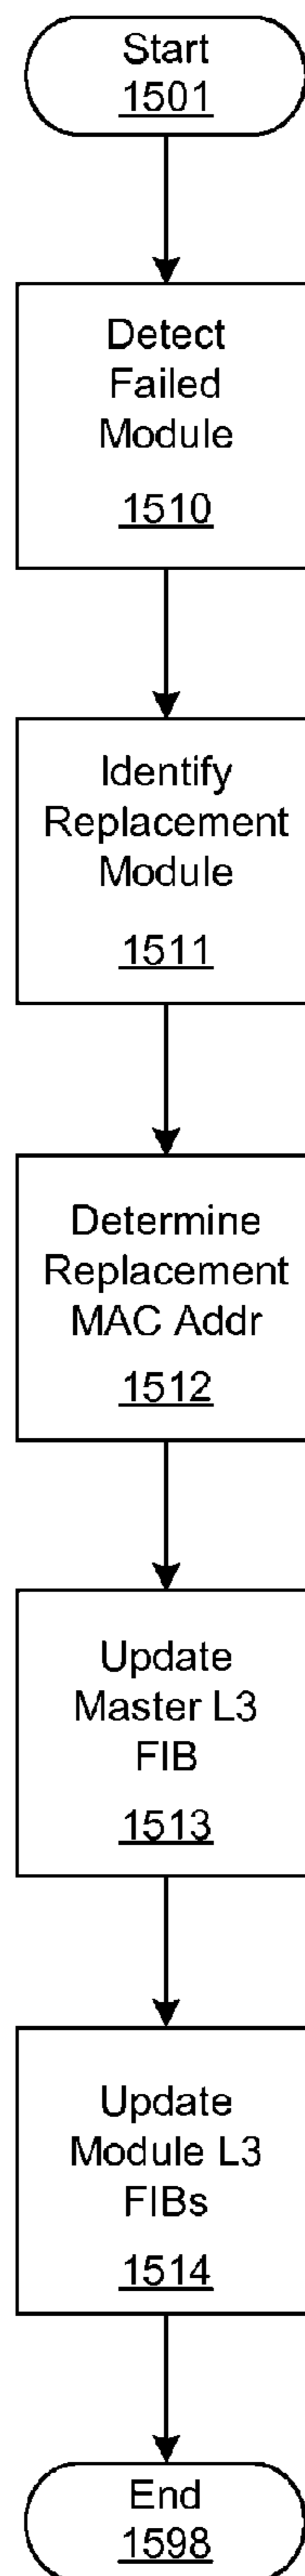 Start
1501
Detect
Failed
Module
1510
Identify
Replacement
Module
1511
Determine
Replacement
MAC Addr
1512
Update
Master L3
FIB
1513
Update
Module L3
FIBs
1514
End
1598